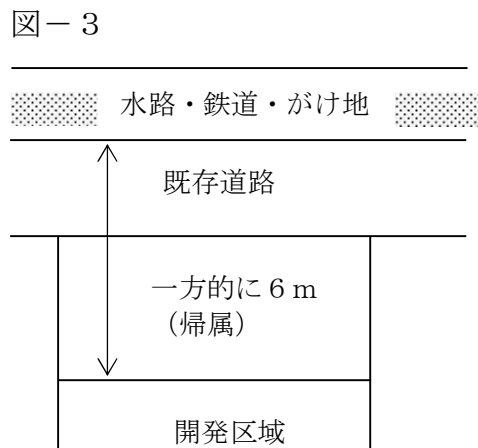 図－３
水路・鉄道・がけ地
既存道路
一方的に６ｍ
（帰属）
開発区域